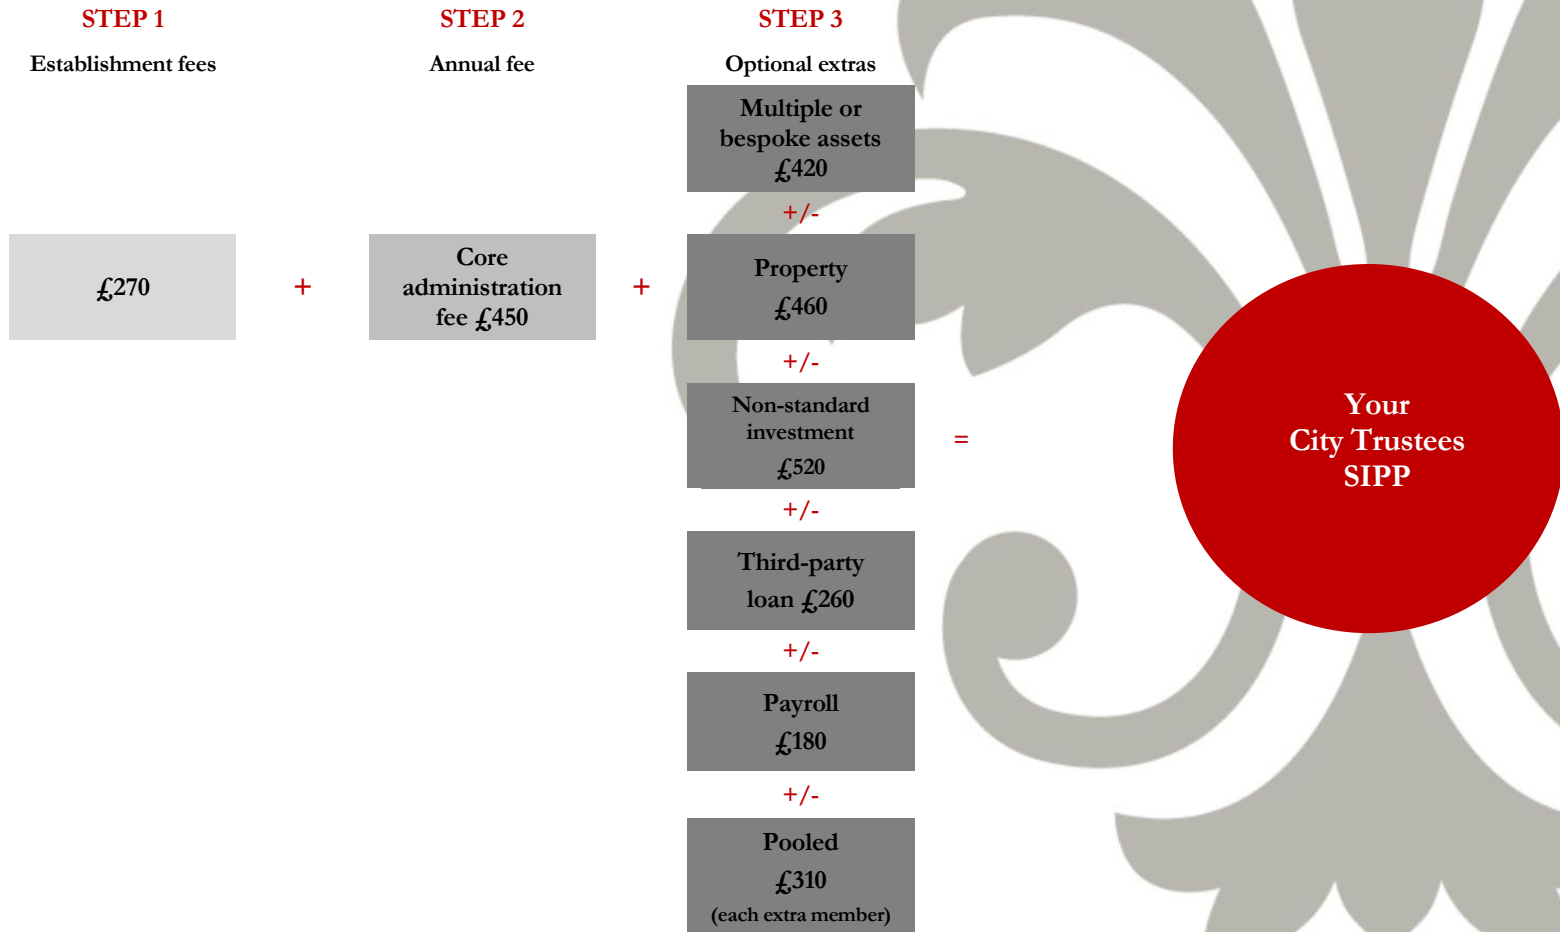 STEP 1
Establishment fees
£270
+
STEP 2
Annual fee
Core
administration
fee £450
+
STEP 3
Optional extras
Multiple or
bespoke assets
£420
+/-
Property
£460
+/-
Non-standard
investment
£520
+/-
Third-party
loan £260
+/-
Payroll
£180
+/-
Pooled
£310
(each extra member)
=
Your
City Trustees
SIPP